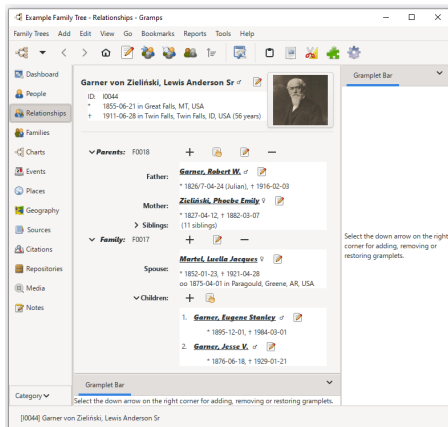 Example Family Tree - Relationships - Gramps
Family Trees Add Edit View Go Bookmarks Reports Tools Help
Dashboard
People
Relationships
Families
Charts
Events
Places
Geography
Sources
Citations
Repositories
Media
Notes
Category
Garner von Zieliński, Lewis Anderson Sr ♂
ID: I0044
* 1855-06-21 in Great Falls, MT, USA
† 1911-06-28 in Twin Falls, Twin Falls, ID, USA (56 years)
Parents: F0018
Father: Garner, Robert W. ♂
* 1826/7-04-24 (Julian), † 1916-02-03
Mother: Zieliński, Phoebe Emily ♀
* 1827-04-12, † 1882-03-07
Siblings: (11 siblings)
Family: F0017
Spouse: Martel, Luella Jacques ♀
* 1852-01-23, † 1921-04-28
oo 1875-04-01 in Paragould, Greene, AR, USA
Children:
1. Garner, Eugene Stanley ♂
* 1895-12-01, † 1984-03-01
2. Garner, Jesse V. ♂
* 1876-06-18, † 1929-01-21
Gramplet Bar
Select the down arrow on the right corner for adding, removing or restoring gramplets.
Gramplet Bar
Select the down arrow on the right
corner for adding, removing or
restoring gramplets.
[I0044] Garner von Zieliński, Lewis Anderson Sr